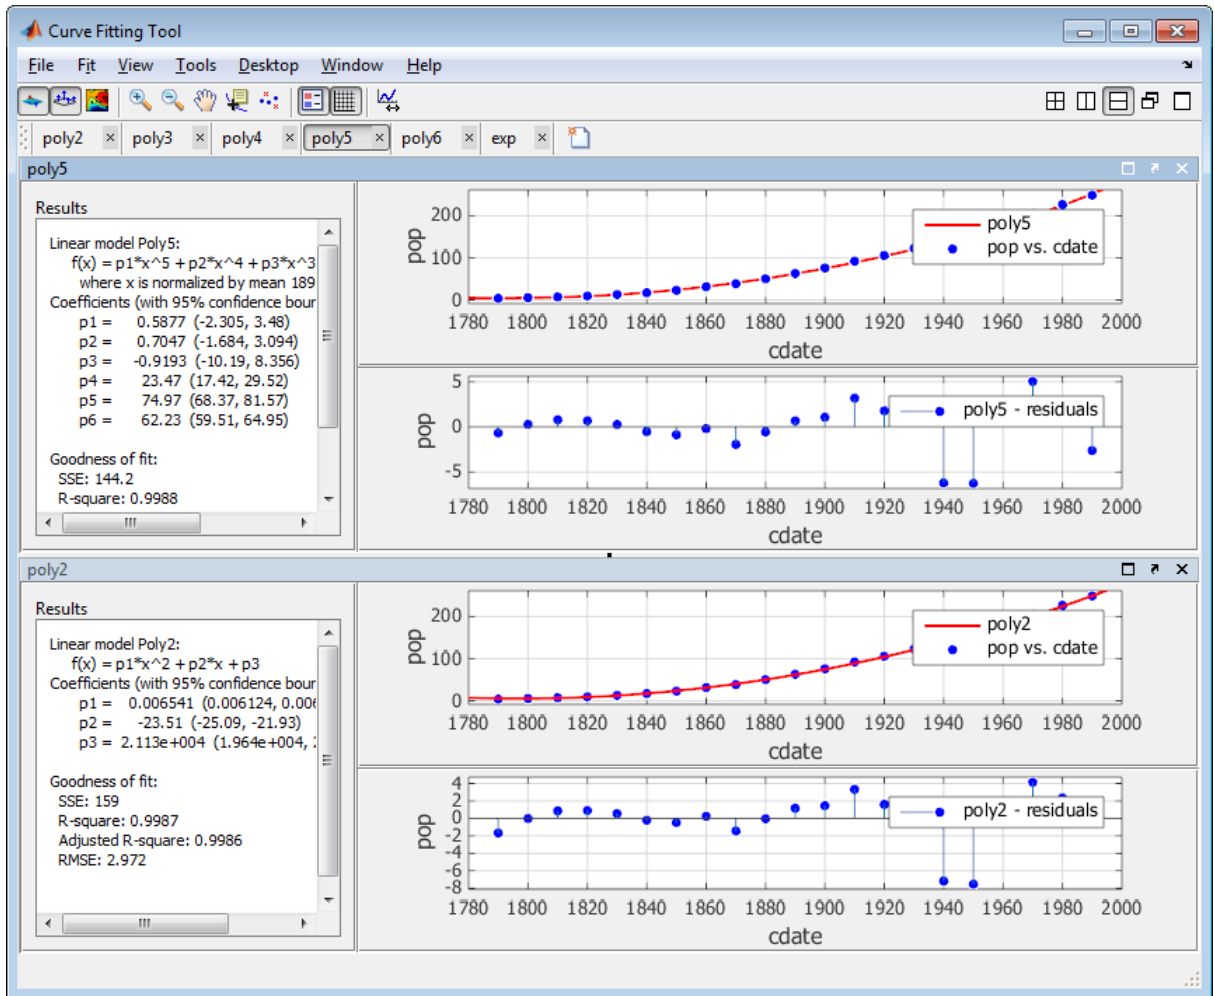 Curve Fitting Tool
File Fit View Tools Desktop Window Help
poly2 poly3 poly4 poly5 poly6 exp
poly5
Results
Linear model Poly5:
f(x) = p1*x^5 + p2*x^4 + p3*x^3
where x is normalized by mean 189
Coefficients (with 95% confidence bour
p1 = 0.5877 (-2.305, 3.48)
p2 = 0.7047 (-1.684, 3.094)
p3 = -0.9193 (-10.19, 8.356)
p4 = 23.47 (17.42, 29.52)
p5 = 74.97 (68.37, 81.57)
p6 = 62.23 (59.51, 64.95)
Goodness of fit:
SSE: 144.2
R-square: 0.9988
200
100
0
pop
poly5
pop vs. cdate
1780 1800 1820 1840 1860 1880 1900 1920 1940 1960 1980 2000
cdate
5
0
-5
pop
poly5 - residuals
1780 1800 1820 1840 1860 1880 1900 1920 1940 1960 1980 2000
cdate
poly2
Results
Linear model Poly2:
f(x) = p1*x^2 + p2*x + p3
Coefficients (with 95% confidence bour
p1 = 0.006541 (0.006124, 0.006
p2 = -23.51 (-25.09, -21.93)
p3 = 2.113e+004 (1.964e+004, 2
Goodness of fit:
SSE: 159
R-square: 0.9987
Adjusted R-square: 0.9986
RMSE: 2.972
200
100
0
pop
poly2
pop vs. cdate
1780 1800 1820 1840 1860 1880 1900 1920 1940 1960 1980 2000
cdate
4
2
0
-2
-4
-6
-8
pop
poly2 - residuals
1780 1800 1820 1840 1860 1880 1900 1920 1940 1960 1980 2000
cdate